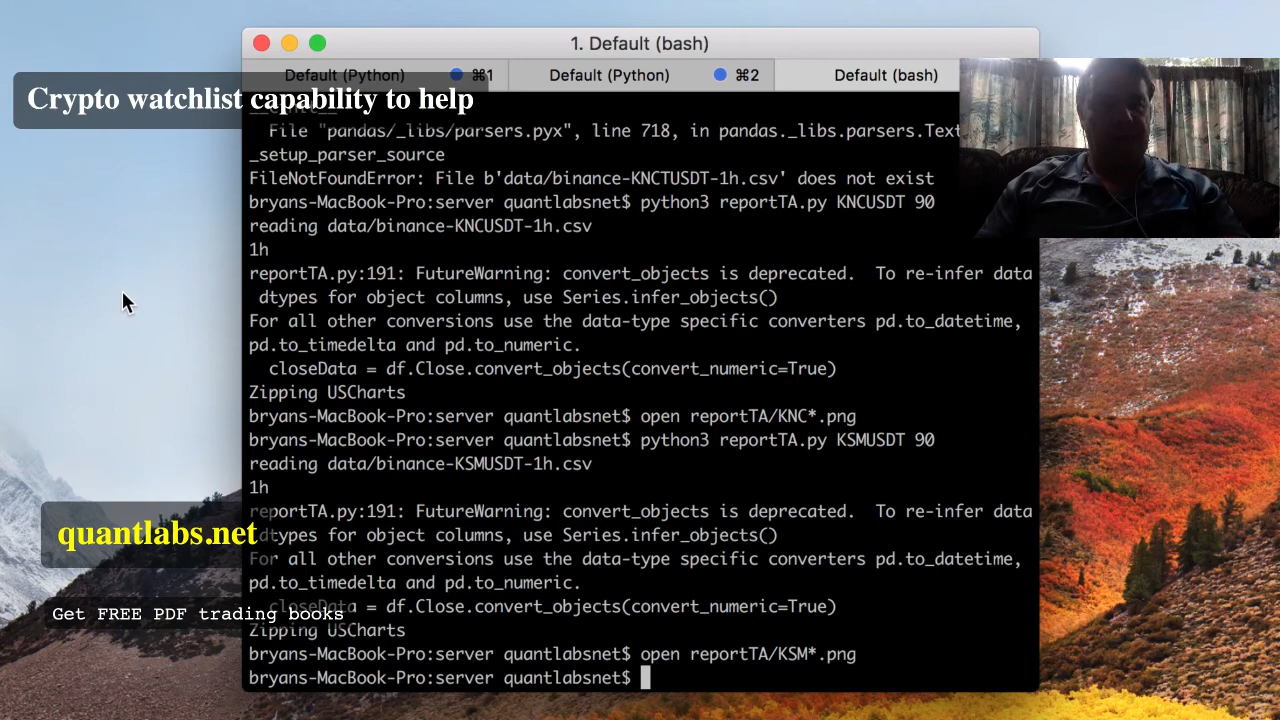 1. Default (bash)
Default (Python) ⌘1 Default (Python) ⌘2 Default (bash)
Crypto watchlist capability to help
File "pandas/_libs/parsers.pyx", line 718, in pandas._libs.parsers.Text
_setup_parser_source
FileNotFoundError: File b'data/binance-KNCTUSDT-1h.csv' does not exist
bryans-MacBook-Pro:server quantlabsnet$ python3 reportTA.py KNCUSDT 90
reading data/binance-KNCUSDT-1h.csv
1h
reportTA.py:191: FutureWarning: convert_objects is deprecated.  To re-infer data
dtypes for object columns, use Series.infer_objects()
For all other conversions use the data-type specific converters pd.to_datetime,
pd.to_timedelta and pd.to_numeric.
closeData = df.Close.convert_objects(convert_numeric=True)
Zipping USCharts
bryans-MacBook-Pro:server quantlabsnet$ open reportTA/KNC*.png
bryans-MacBook-Pro:server quantlabsnet$ python3 reportTA.py KSMUSDT 90
reading data/binance-KSMUSDT-1h.csv
1h
reportTA.py:191: FutureWarning: convert_objects is deprecated.  To re-infer data
quantlabs.net
dtypes for object columns, use Series.infer_objects()
For all other conversions use the data-type specific converters pd.to_datetime,
pd.to_timedelta and pd.to_numeric.
closeData = df.Close.convert_objects(convert_numeric=True)
Get FREE PDF trading books
Zipping USCharts
bryans-MacBook-Pro:server quantlabsnet$ open reportTA/KSM*.png
bryans-MacBook-Pro:server quantlabsnet$